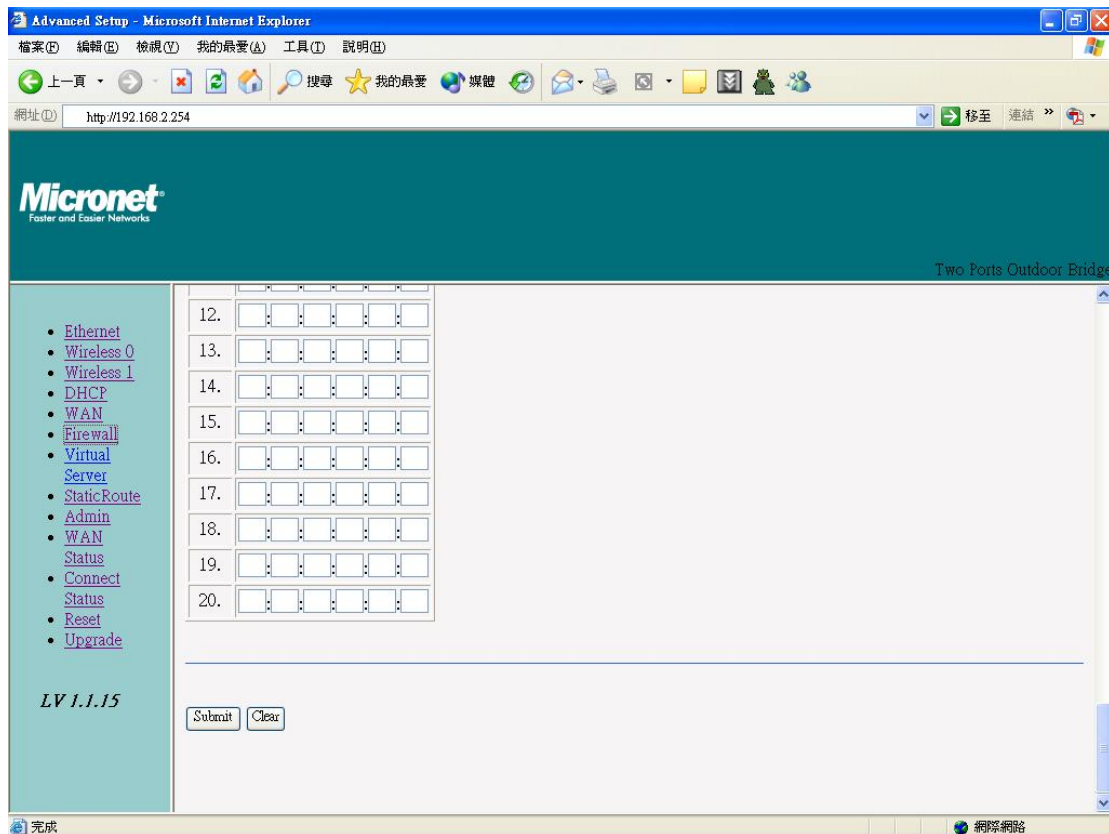 Advanced Setup - Microsoft Internet Explorer
檔案(F) 編輯(E) 檢視(V) 我的最愛(A) 工具(T) 說明(H)
上一頁 搜尋 我的最愛 媒體
網址(D) http://192.168.2.254 移至 連結 »
Micronet®
Faster and Easier Networks
Two Ports Outdoor Bridge
Ethernet
Wireless 0
Wireless 1
DHCP
WAN
Firewall
Virtual
Server
StaticRoute
Admin
WAN
Status
Connect
Status
Reset
Upgrade
LV 1.1.15
12. : : : : :
13. : : : : :
14. : : : : :
15. : : : : :
16. : : : : :
17. : : : : :
18. : : : : :
19. : : : : :
20. : : : : :
Submit Clear
完成 網際網路